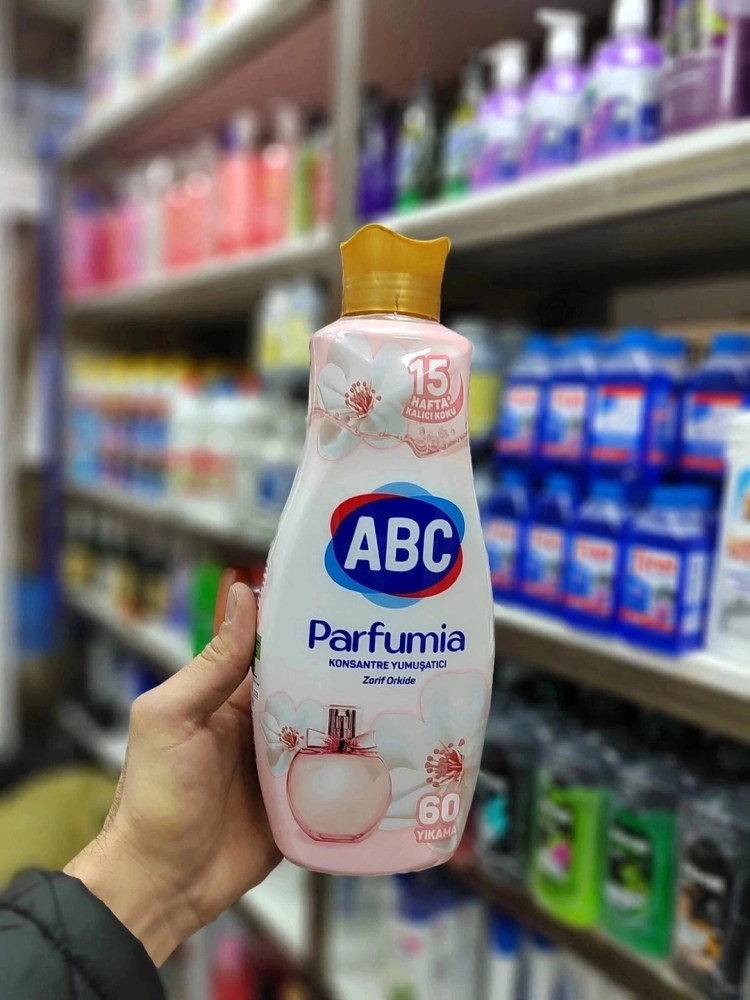 15
HAFTA
KALICI KOKU
ABC
Parfumia
KONSANTRE YUMUŞATICI
Zarif Orkide
60
YIKAMA